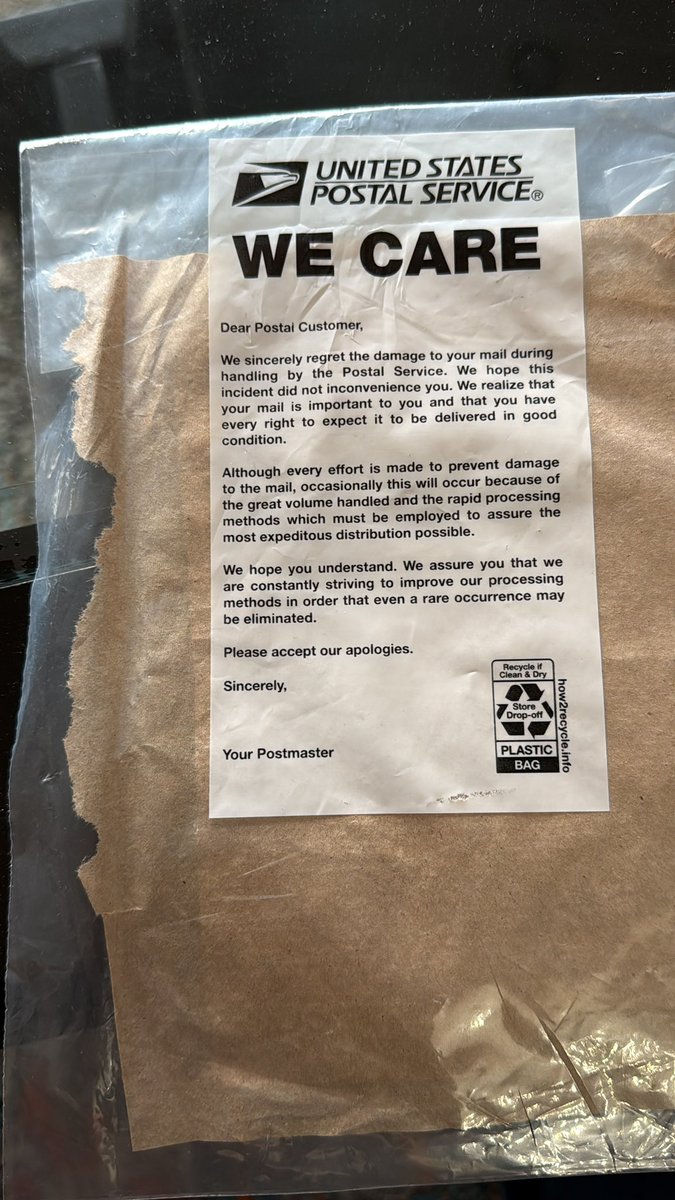 UNITED STATES
POSTAL SERVICE®
WE CARE
Dear Postal Customer,
We sincerely regret the damage to your mail during
handling by the Postal Service. We hope this
incident did not inconvenience you. We realize that
your mail is important to you and that you have
every right to expect it to be delivered in good
condition.
Although every effort is made to prevent damage
to the mail, occasionally this will occur because of
the great volume handled and the rapid processing
methods which must be employed to assure the
most expeditous distribution possible.
We hope you understand. We assure you that we
are constantly striving to improve our processing
methods in order that even a rare occurrence may
be eliminated.
Please accept our apologies.
Sincerely,
Your Postmaster
Recycle if
Clean & Dry
Store
Drop-off
PLASTIC
BAG
how2recycle.info